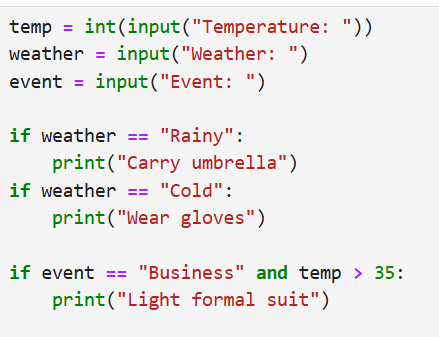 temp = int(input("Temperature: "))
weather = input("Weather: ")
event = input("Event: ")

if weather == "Rainy":
    print("Carry umbrella")
if weather == "Cold":
    print("Wear gloves")

if event == "Business" and temp > 35:
    print("Light formal suit")